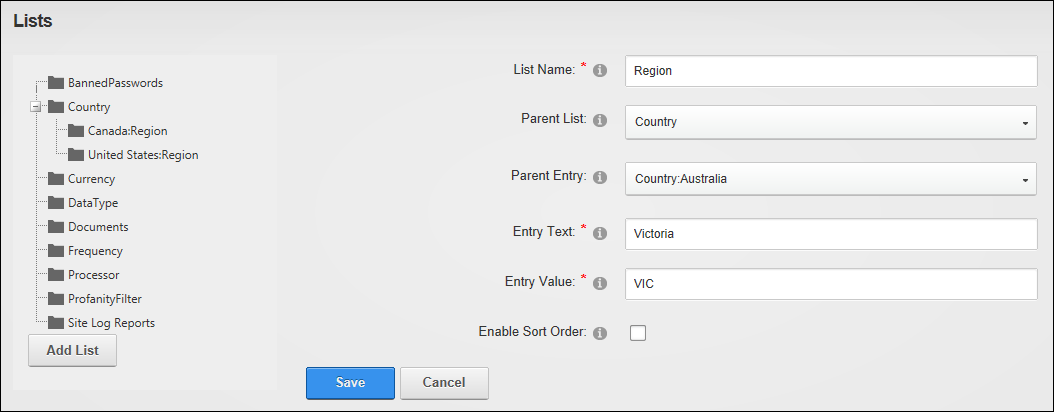 Lists
BannedPasswords
Country
Canada:Region
United States:Region
Currency
DataType
Documents
Frequency
Processor
ProfanityFilter
Site Log Reports
Add List
List Name: * Region
Parent List: Country
Parent Entry: Country:Australia
Entry Text: * Victoria
Entry Value: * VIC
Enable Sort Order:
Save Cancel